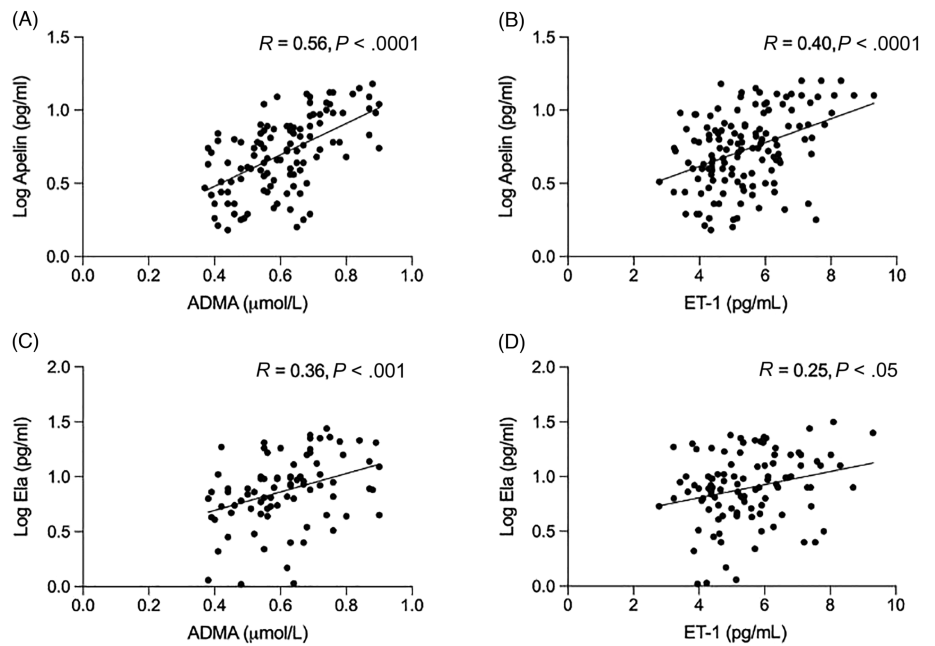 (A)
R = 0.56, P < .0001
Log Apelin (pg/ml)
1.5
1.0
0.5
0.0
0.0 0.2 0.4 0.6 0.8 1.0
ADMA (μmol/L)
(B)
R = 0.40, P < .0001
Log Apelin (pg/ml)
1.5
1.0
0.5
0.0
0 2 4 6 8 10
ET-1 (pg/mL)
(C)
R = 0.36, P < .001
Log Ela (pg/ml)
2.0
1.5
1.0
0.5
0.0
0.0 0.2 0.4 0.6 0.8 1.0
ADMA (μmol/L)
(D)
R = 0.25, P < .05
Log Ela (pg/ml)
2.0
1.5
1.0
0.5
0.0
0 2 4 6 8 10
ET-1 (pg/mL)